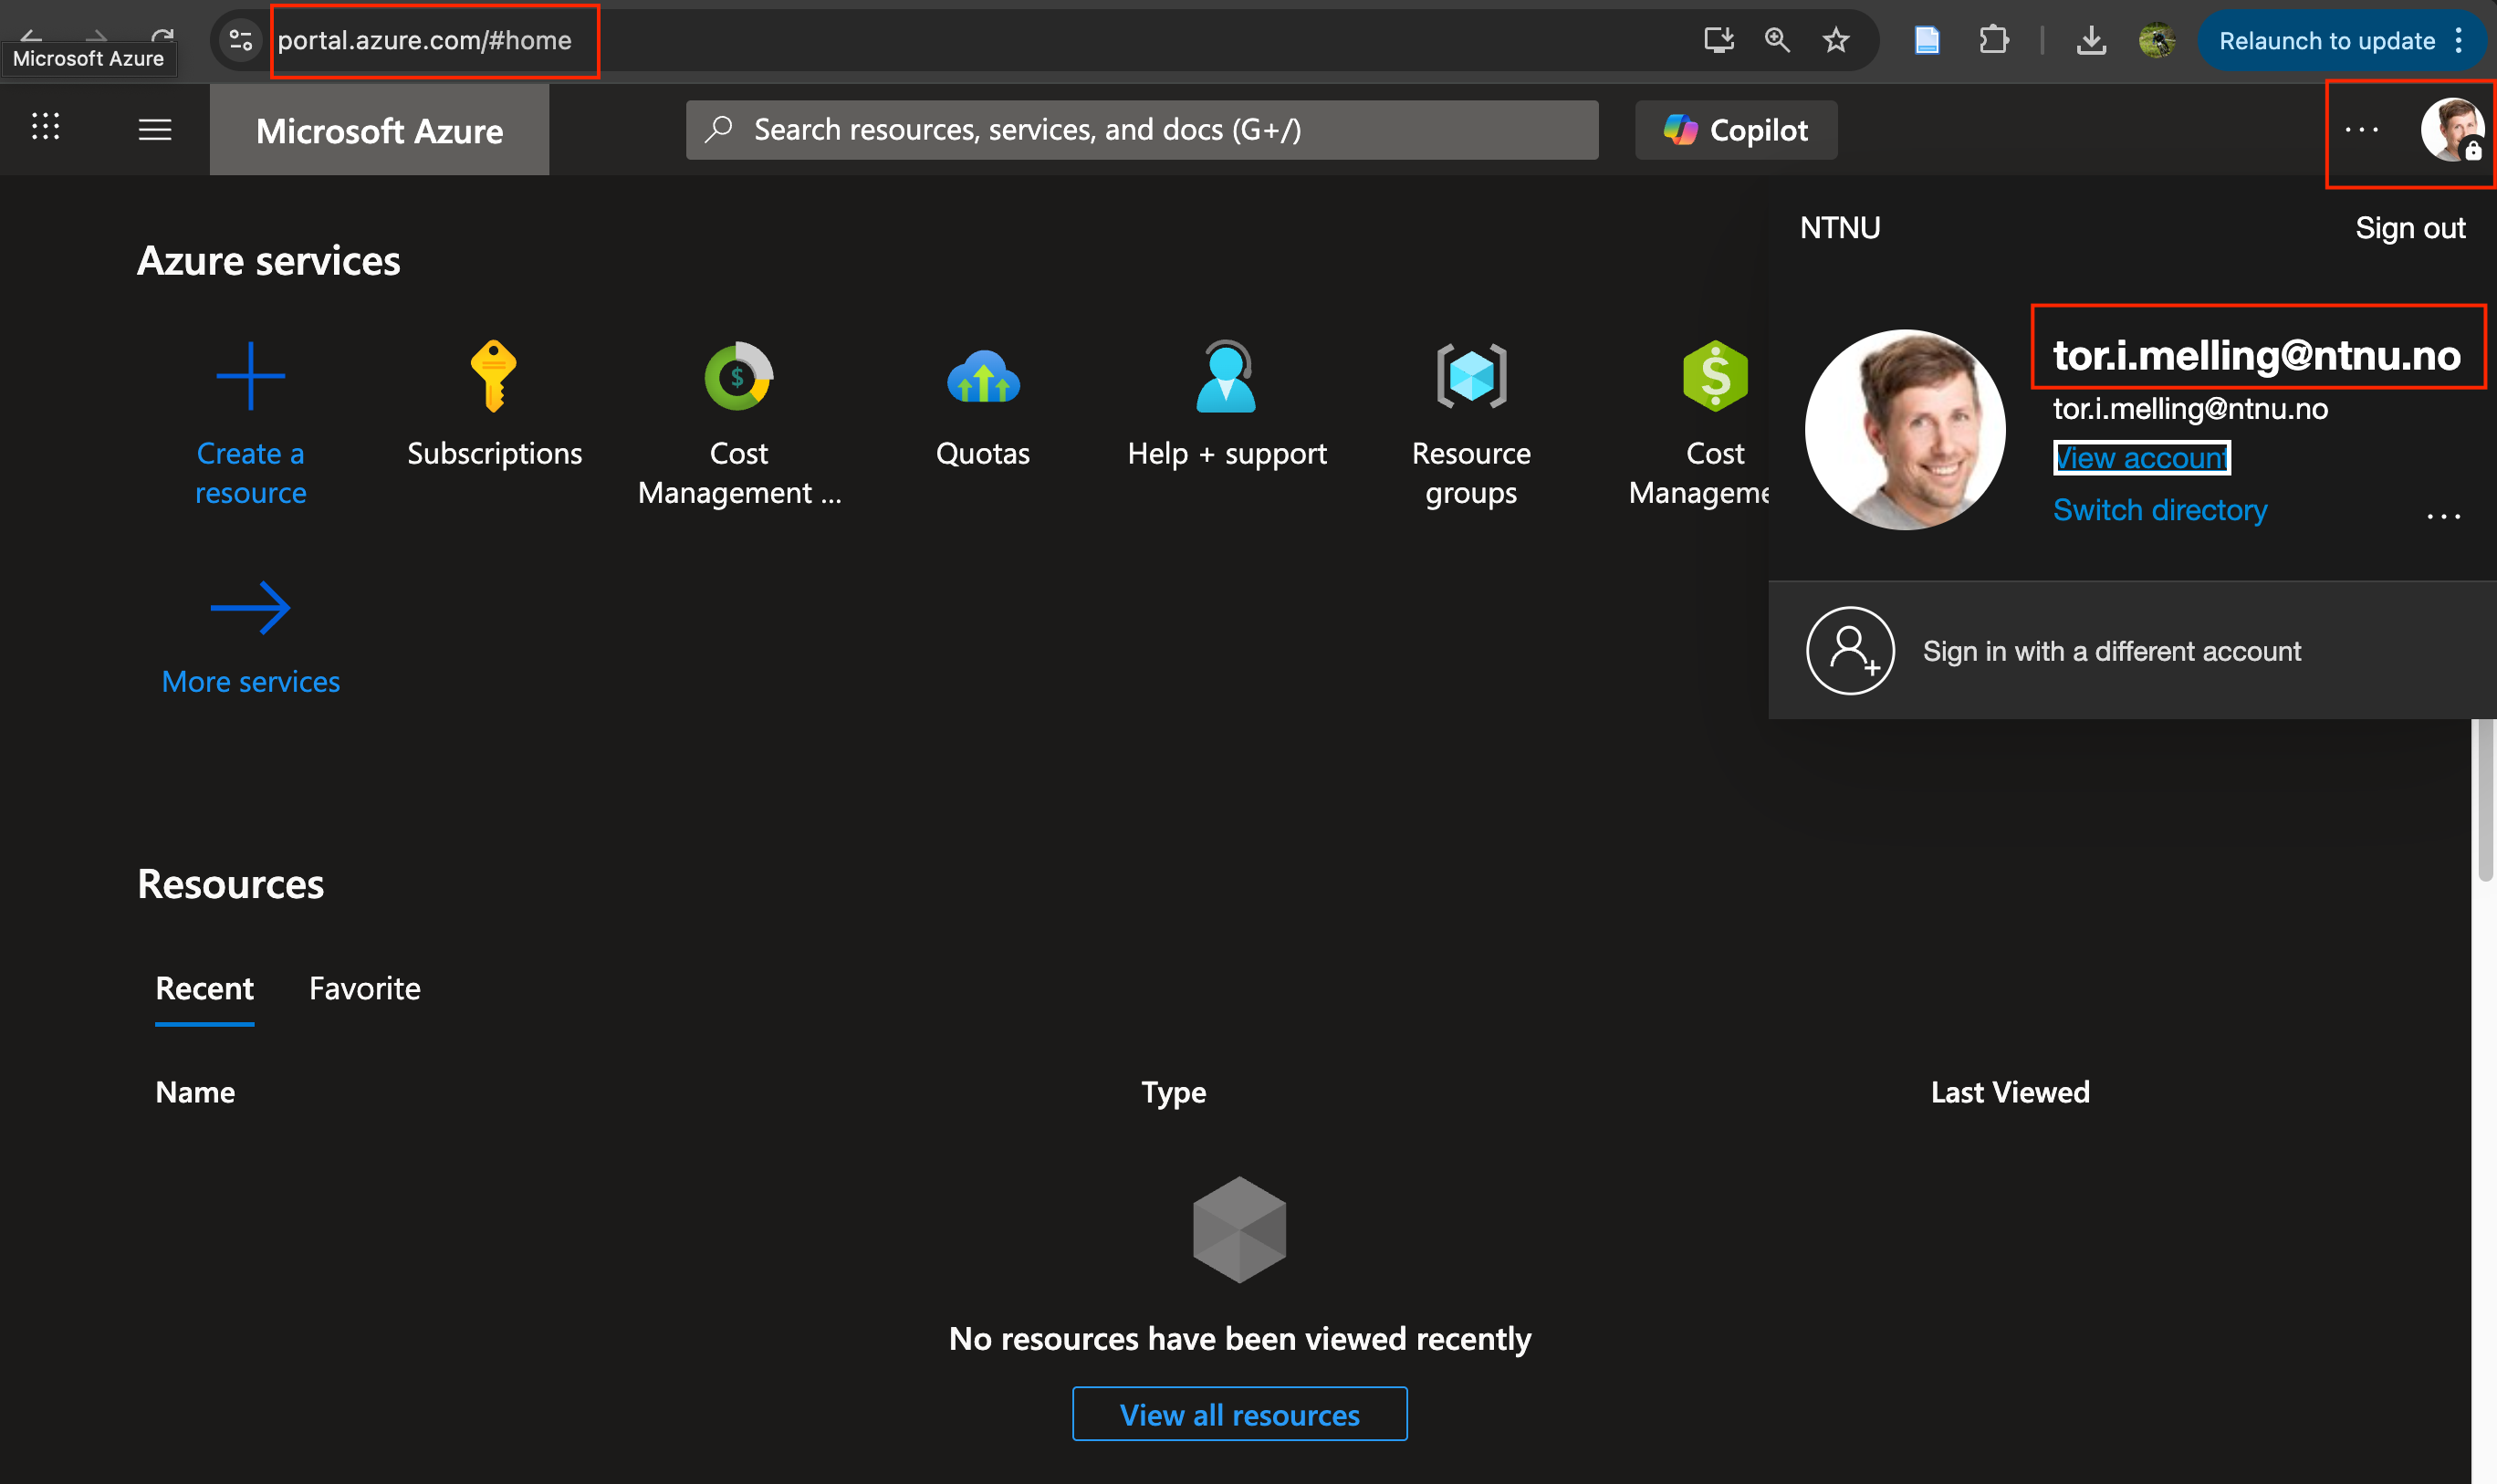 portal.azure.com/#home
Relaunch to update
Microsoft Azure
Microsoft Azure
Search resources, services, and docs (G+/)
Copilot
NTNU
Sign out
tor.i.melling@ntnu.no
tor.i.melling@ntnu.no
View account
Switch directory
Sign in with a different account
Azure services
Create a
resource
Subscriptions
Cost
Management ...
Quotas
Help + support
Resource
groups
Cost
Manageme
More services
Resources
Recent
Favorite
Name
Type
Last Viewed
No resources have been viewed recently
View all resources